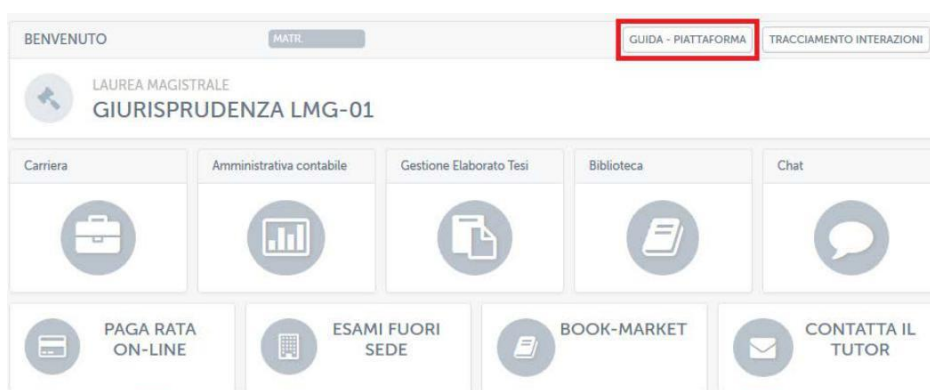 BENVENUTO MATR. GUIDA - PIATTAFORMA TRACCIAMENTO INTERAZIONI
LAUREA MAGISTRALE
GIURISPRUDENZA LMG-01
Carriera Amministrativa contabile Gestione Elaborato Tesi Biblioteca Chat
PAGA RATA
ON-LINE
ESAMI FUORI
SEDE
BOOK-MARKET
CONTATTA IL
TUTOR